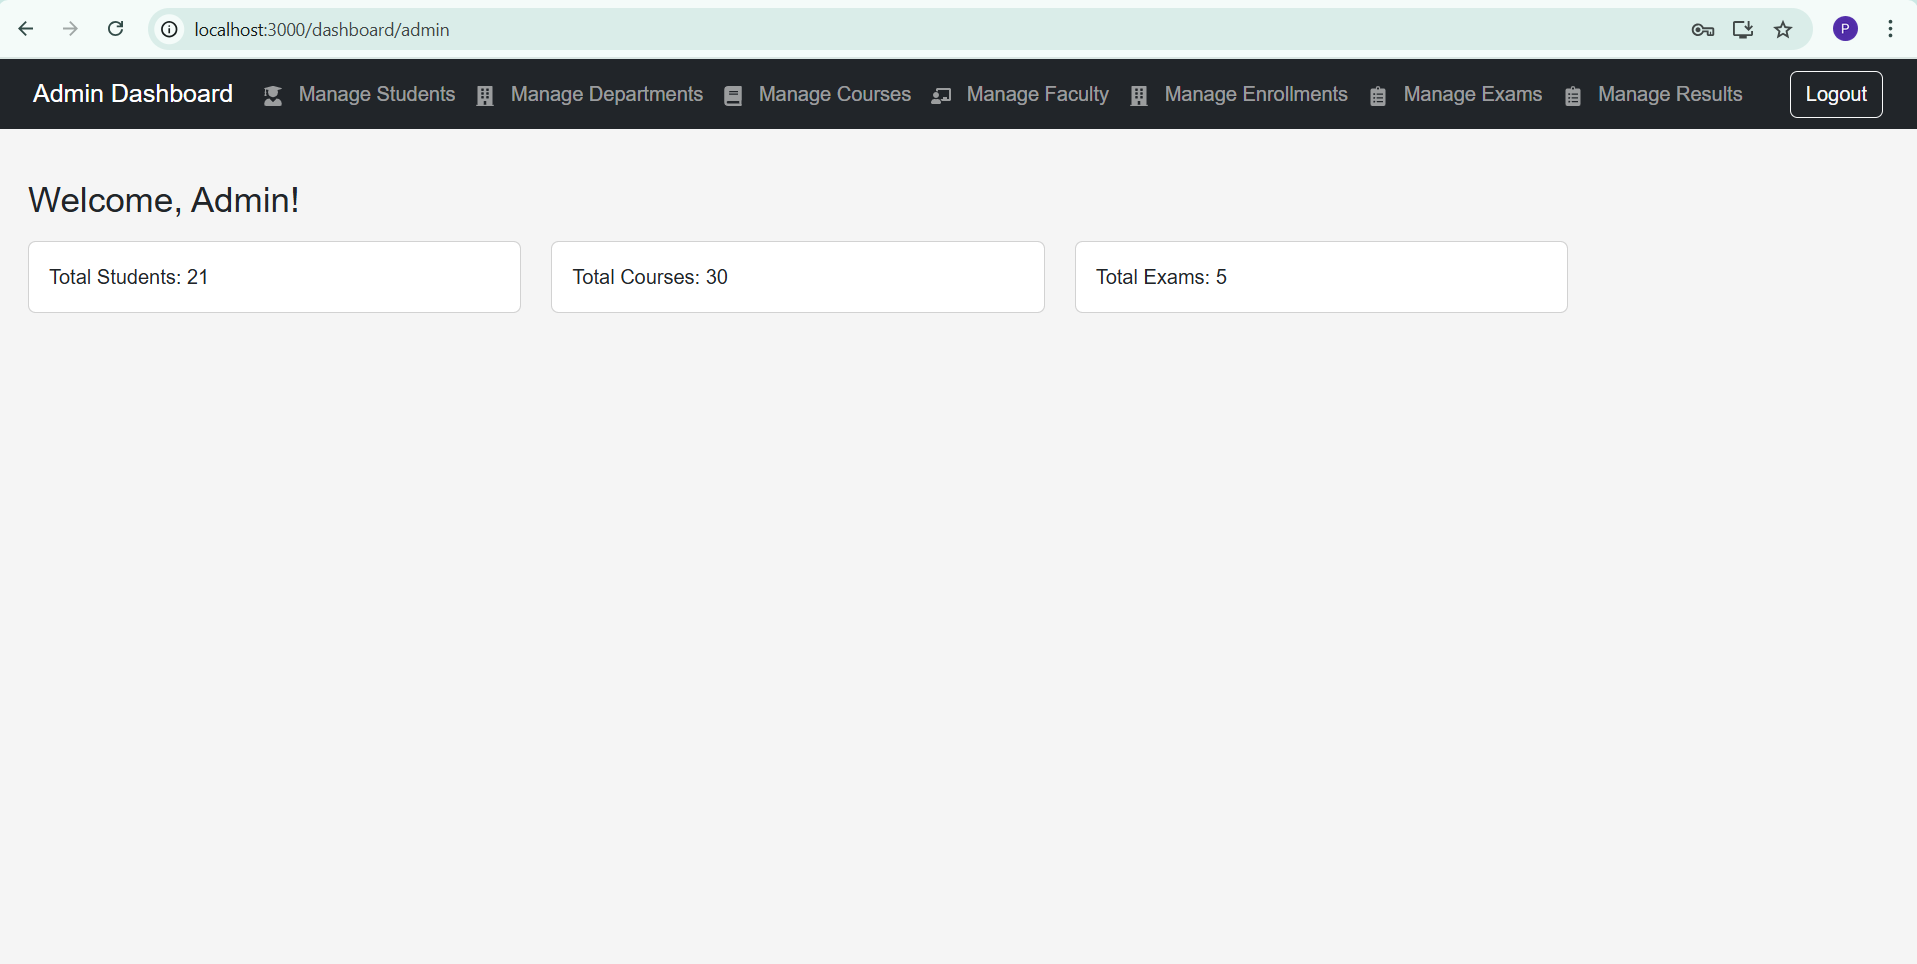 localhost:3000/dashboard/admin
P
Admin Dashboard Manage Students Manage Departments Manage Courses Manage Faculty Manage Enrollments Manage Exams Manage Results Logout
Welcome, Admin!
Total Students: 21 Total Courses: 30 Total Exams: 5